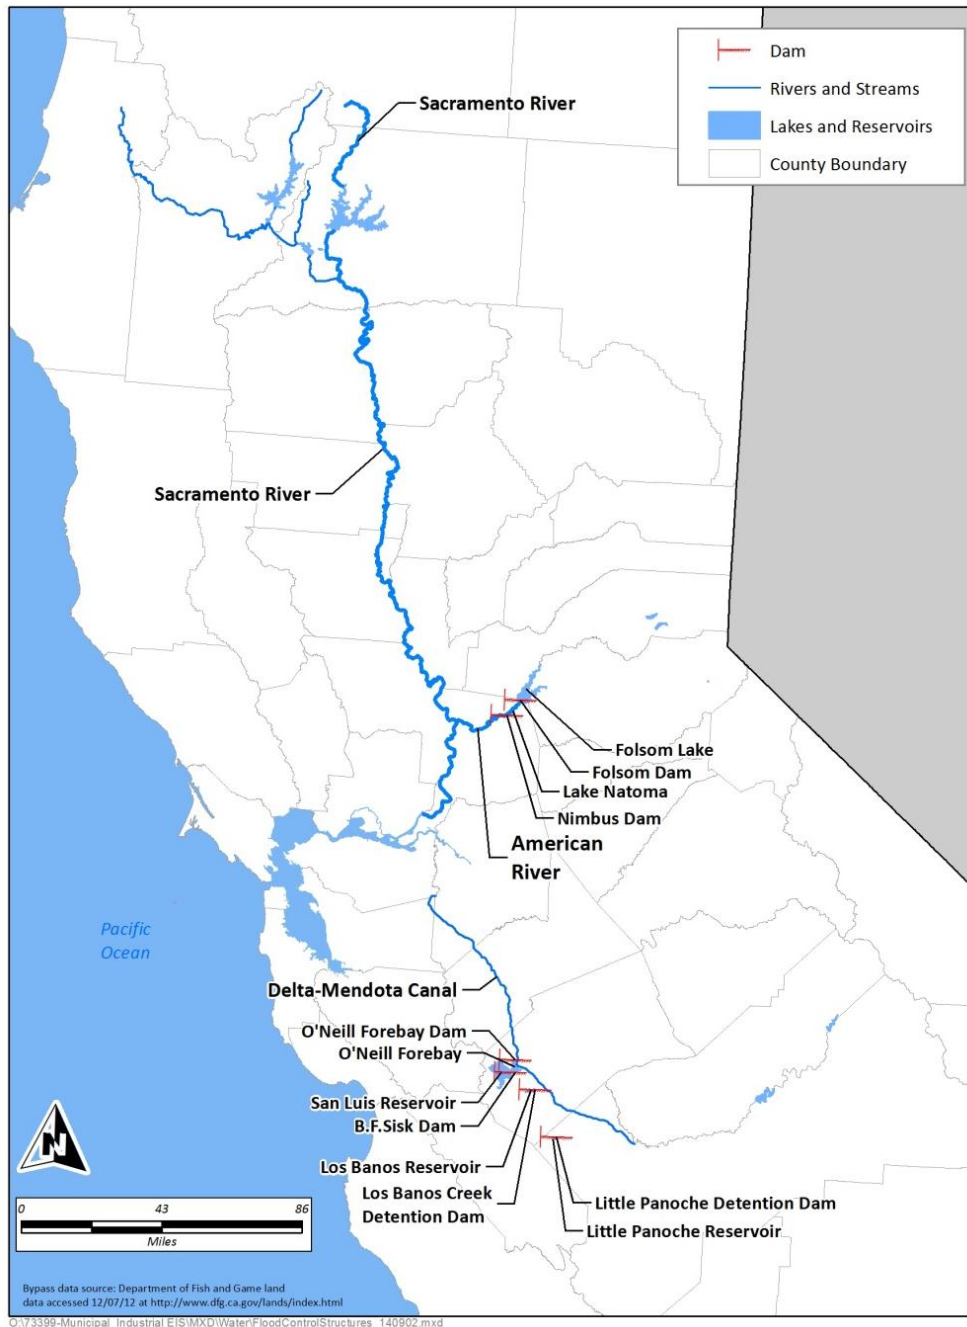 Dam
Rivers and Streams
Lakes and Reservoirs
County Boundary
Sacramento River
Sacramento River
Folsom Lake
Folsom Dam
Lake Natoma
Nimbus Dam
American
River
Pacific
Ocean
Delta-Mendota Canal
O'Neill Forebay Dam
O'Neill Forebay
San Luis Reservoir
B.F.Sisk Dam
Los Banos Reservoir
Los Banos Creek
Detention Dam
Little Panoche Detention Dam
Little Panoche Reservoir
N
0 43 86
Miles
Bypass data source: Department of Fish and Game land
data accessed 12/07/12 at http://www.dfg.ca.gov/lands/index.html
O:\73399-Municipal_Industrial EIS\MXD\Water\FloodControlStructures_140902.mxd